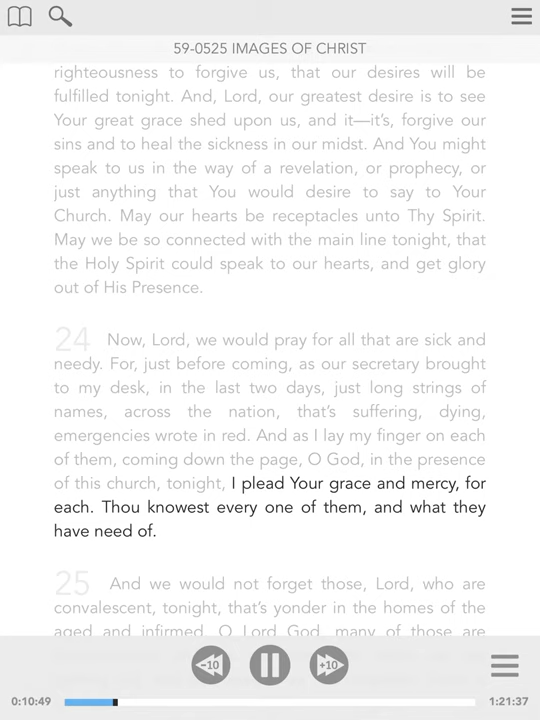 59-0525 IMAGES OF CHRIST
righteousness to forgive us, that our desires will be
fulfilled tonight. And, Lord, our greatest desire is to see
Your great grace shed upon us, and it—it's, forgive our
sins and to heal the sickness in our midst. And You might
speak to us in the way of a revelation, or prophecy, or
just anything that You would desire to say to Your
Church. May our hearts be receptacles unto Thy Spirit.
May we be so connected with the main line tonight, that
the Holy Spirit could speak to our hearts, and get glory
out of His Presence.
24 Now, Lord, we would pray for all that are sick and
needy. For, just before coming, as our secretary brought
to my desk, in the last two days, just long strings of
names, across the nation, that's suffering, dying,
emergencies wrote in red. And as I lay my finger on each
of them, coming down the page, O God, in the presence
of this church, tonight, I plead Your grace and mercy, for
each. Thou knowest every one of them, and what they
have need of.
25 And we would not forget those, Lord, who are
convalescent, tonight, that's yonder in the homes of the
aged and infirmed. O Lord God, many of those are
-10
+10
0:10:49
1:21:37